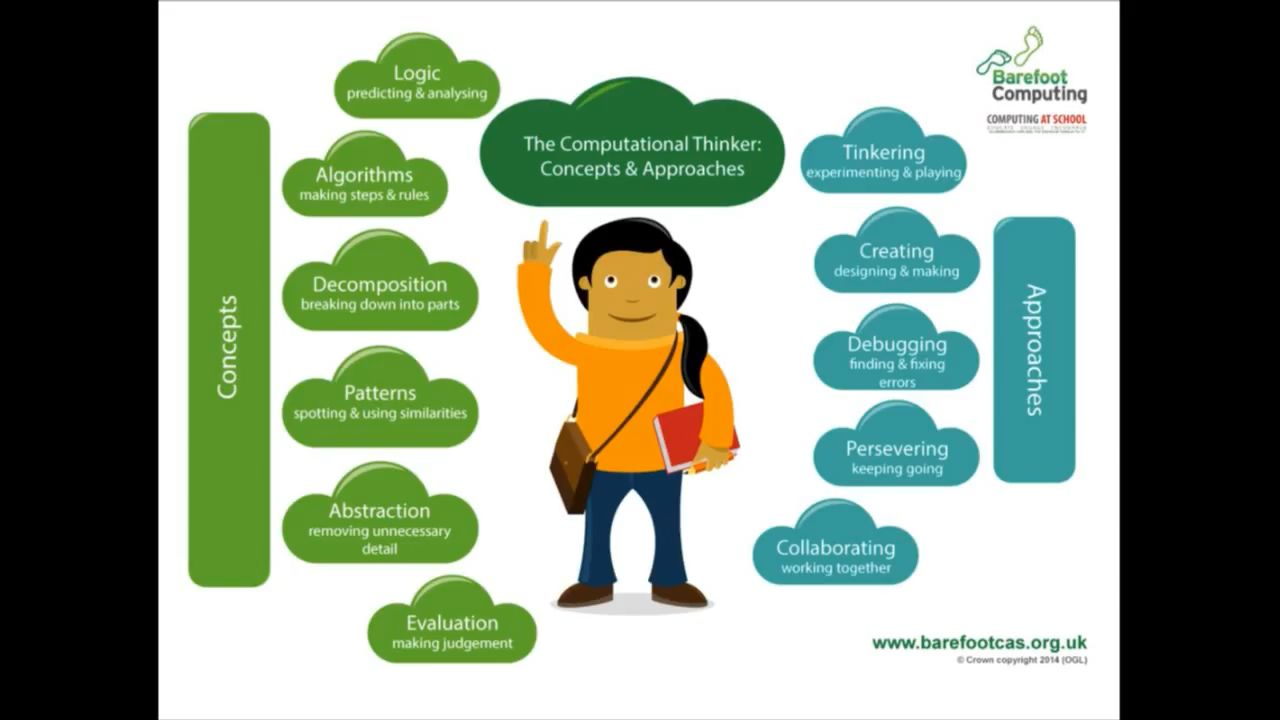 The Computational Thinker:
Concepts & Approaches
Concepts
Logic
predicting & analysing
Algorithms
making steps & rules
Decomposition
breaking down into parts
Patterns
spotting & using similarities
Abstraction
removing unnecessary
detail
Evaluation
making judgement
Approaches
Tinkering
experimenting & playing
Creating
designing & making
Debugging
finding & fixing
errors
Persevering
keeping going
Collaborating
working together
Barefoot
Computing
COMPUTING AT SCHOOL
EDUCATE ENGAGE ENCOURAGE
www.barefootcas.org.uk
© Crown copyright 2014 (OGL)